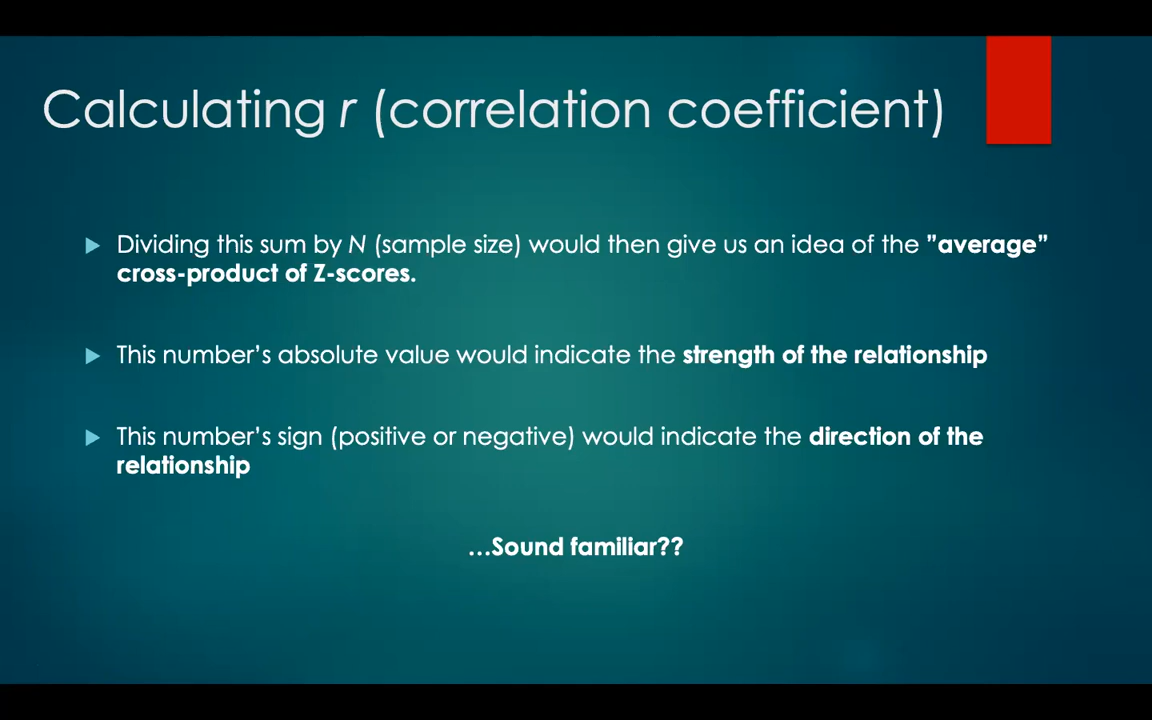 Calculating r (correlation coefficient)
Dividing this sum by N (sample size) would then give us an idea of the ”average”
cross-product of Z-scores.
This number’s absolute value would indicate the strength of the relationship
This number’s sign (positive or negative) would indicate the direction of the
relationship
…Sound familiar??